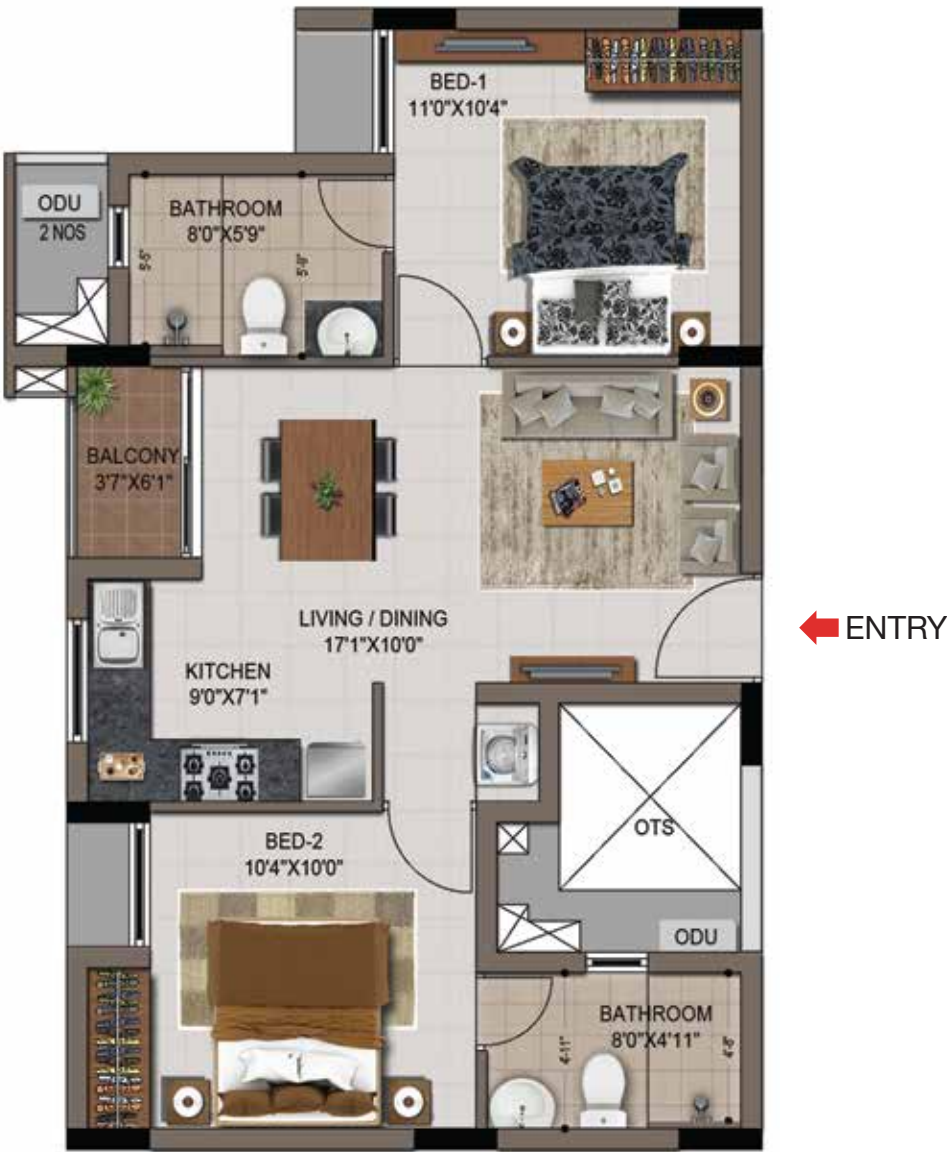 BED-1
11'0"X10'4"
ODU
2 NOS
BATHROOM
8'0"X5'9"
5'-5"
5'-9"
BALCONY
3'7"X6'1"
LIVING / DINING
17'1"X10'0"
ENTRY
KITCHEN
9'0"X7'1"
OTS
BED-2
10'4"X10'0"
ODU
BATHROOM
8'0"X4'11"
4'-11"